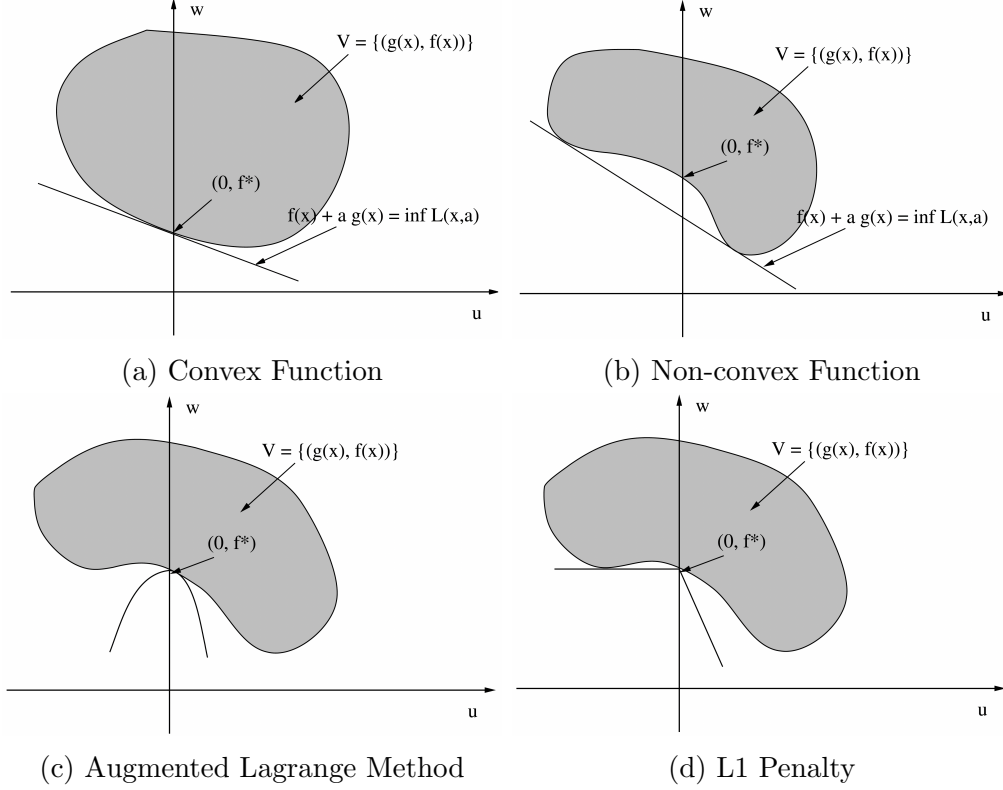 w
V = {(g(x), f(x))}
(0, f*)
f(x) + a g(x) = inf L(x,a)
u
(a) Convex Function
w
V = {(g(x), f(x))}
(0, f*)
f(x) + a g(x) = inf L(x,a)
u
(b) Non-convex Function
w
V = {(g(x), f(x))}
(0, f*)
u
(c) Augmented Lagrange Method
w
V = {(g(x), f(x))}
(0, f*)
u
(d) L1 Penalty